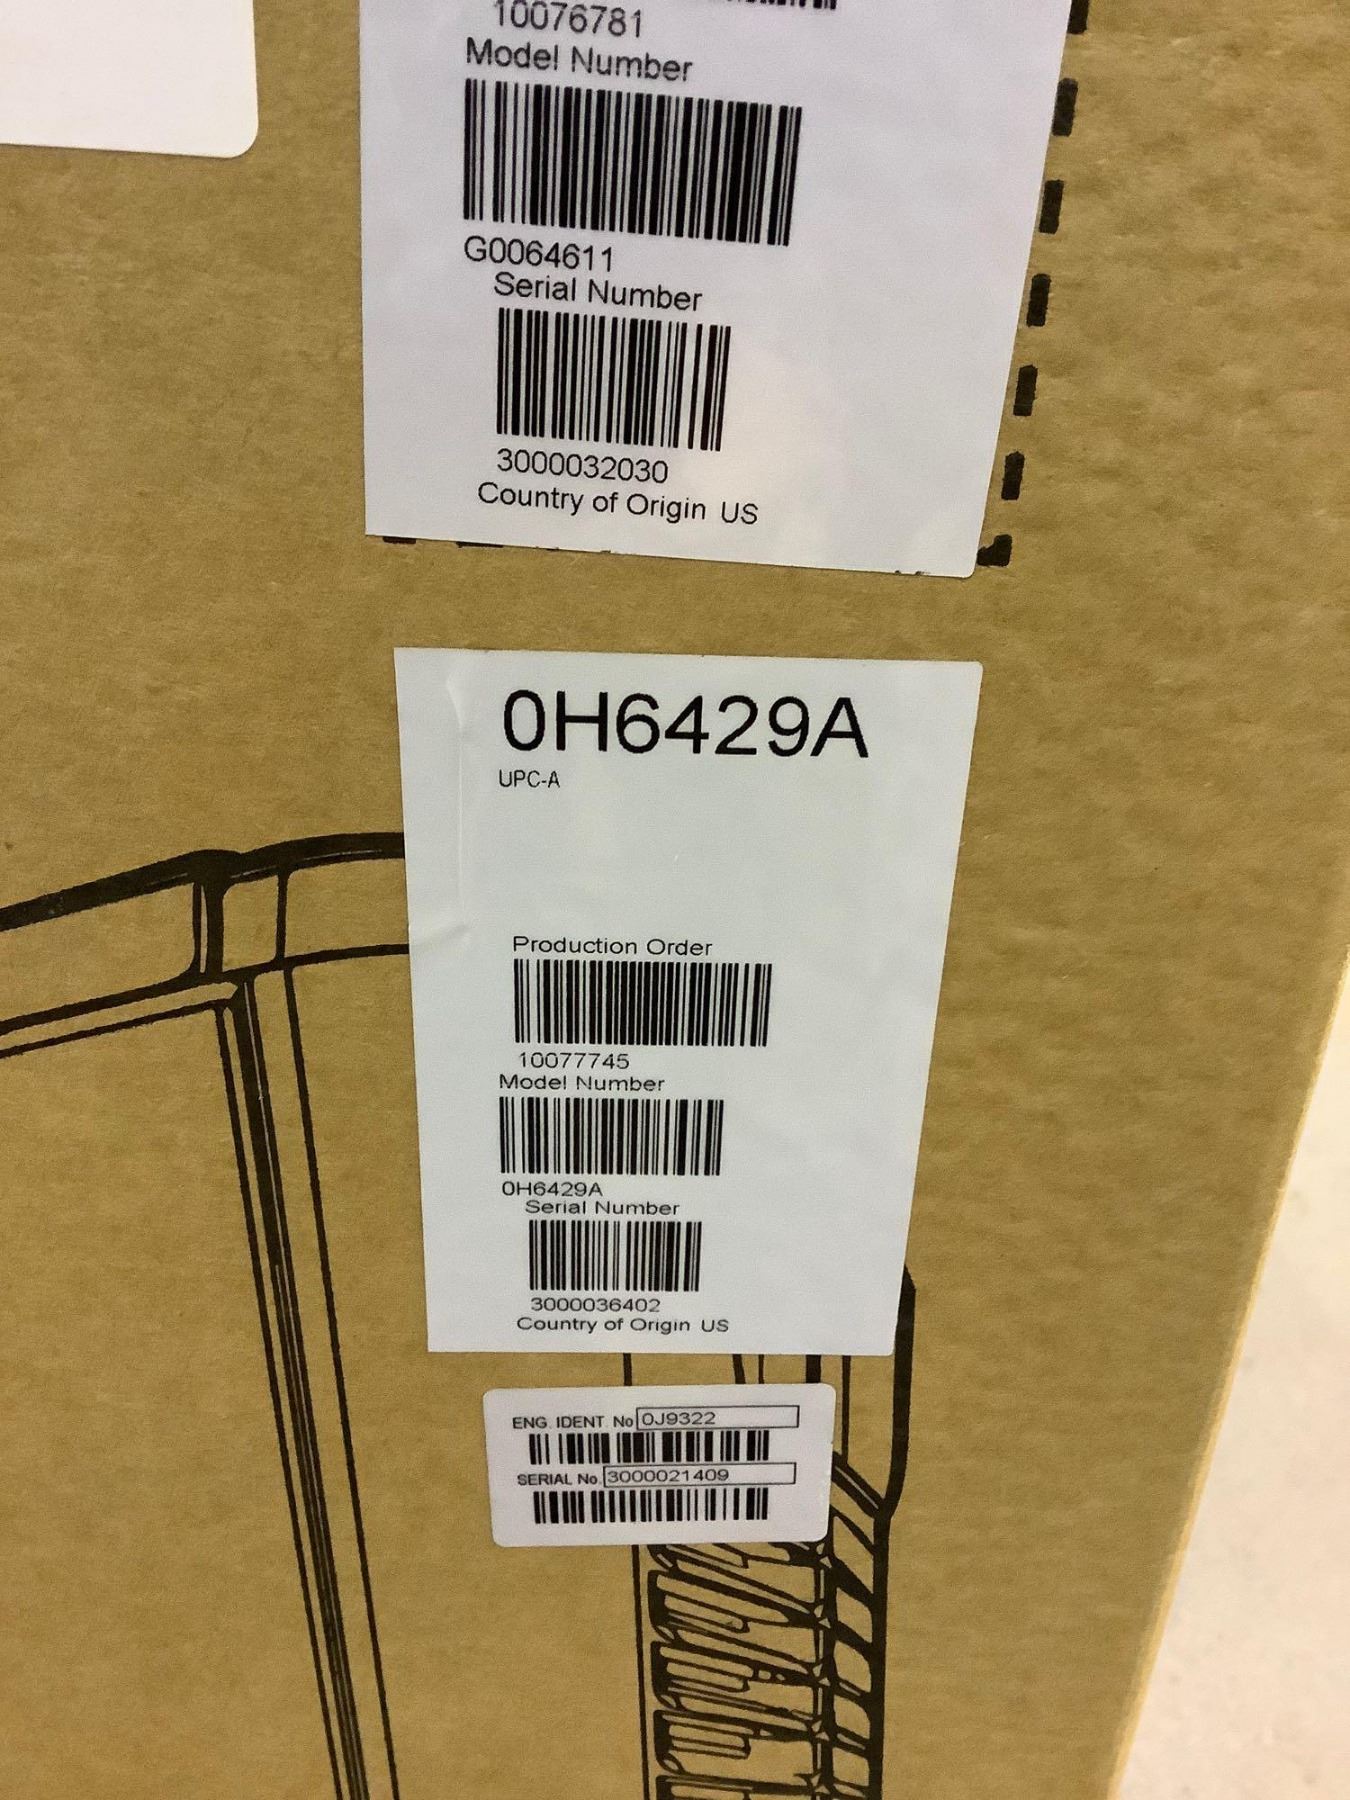 10076781
Model Number
G0064611
Serial Number
3000032030
Country of Origin US
0H6429A
UPC-A
Production Order
10077745
Model Number
0H6429A
Serial Number
3000036402
Country of Origin US
ENG. IDENT. No 0J9322
SERIAL No. 3000021409